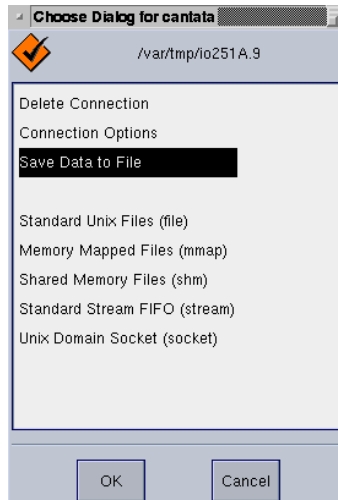 Choose Dialog for cantata
/var/tmp/io251A.9
Delete Connection
Connection Options
Save Data to File
Standard Unix Files (file)
Memory Mapped Files (mmap)
Shared Memory Files (shm)
Standard Stream FIFO (stream)
Unix Domain Socket (socket)
OK
Cancel